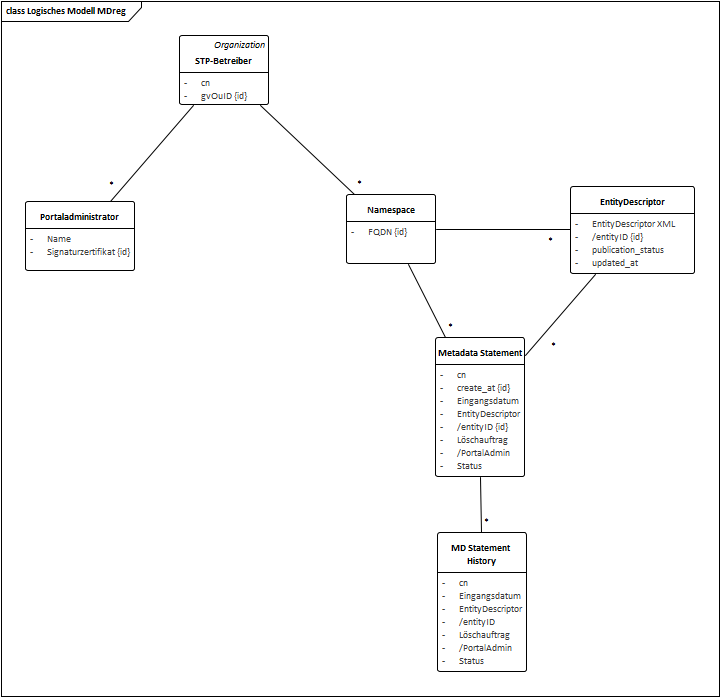 class Logisches Modell MDreg
Organization
STP-Betreiber
- cn
- gvOuID {id}
*
*
Portaladministrator
- Name
- Signaturzertifikat {id}
Namespace
- FQDN {id}
*
EntityDescriptor
- EntityDescriptor XML
- /entityID {id}
- publication_status
- updated_at
*
*
Metadata Statement
- cn
- create_at {id}
- Eingangsdatum
- EntityDescriptor
- /entityID {id}
- Löschauftrag
- /PortalAdmin
- Status
*
MD Statement
History
- cn
- Eingangsdatum
- EntityDescriptor
- /entityID
- Löschauftrag
- /PortalAdmin
- Status